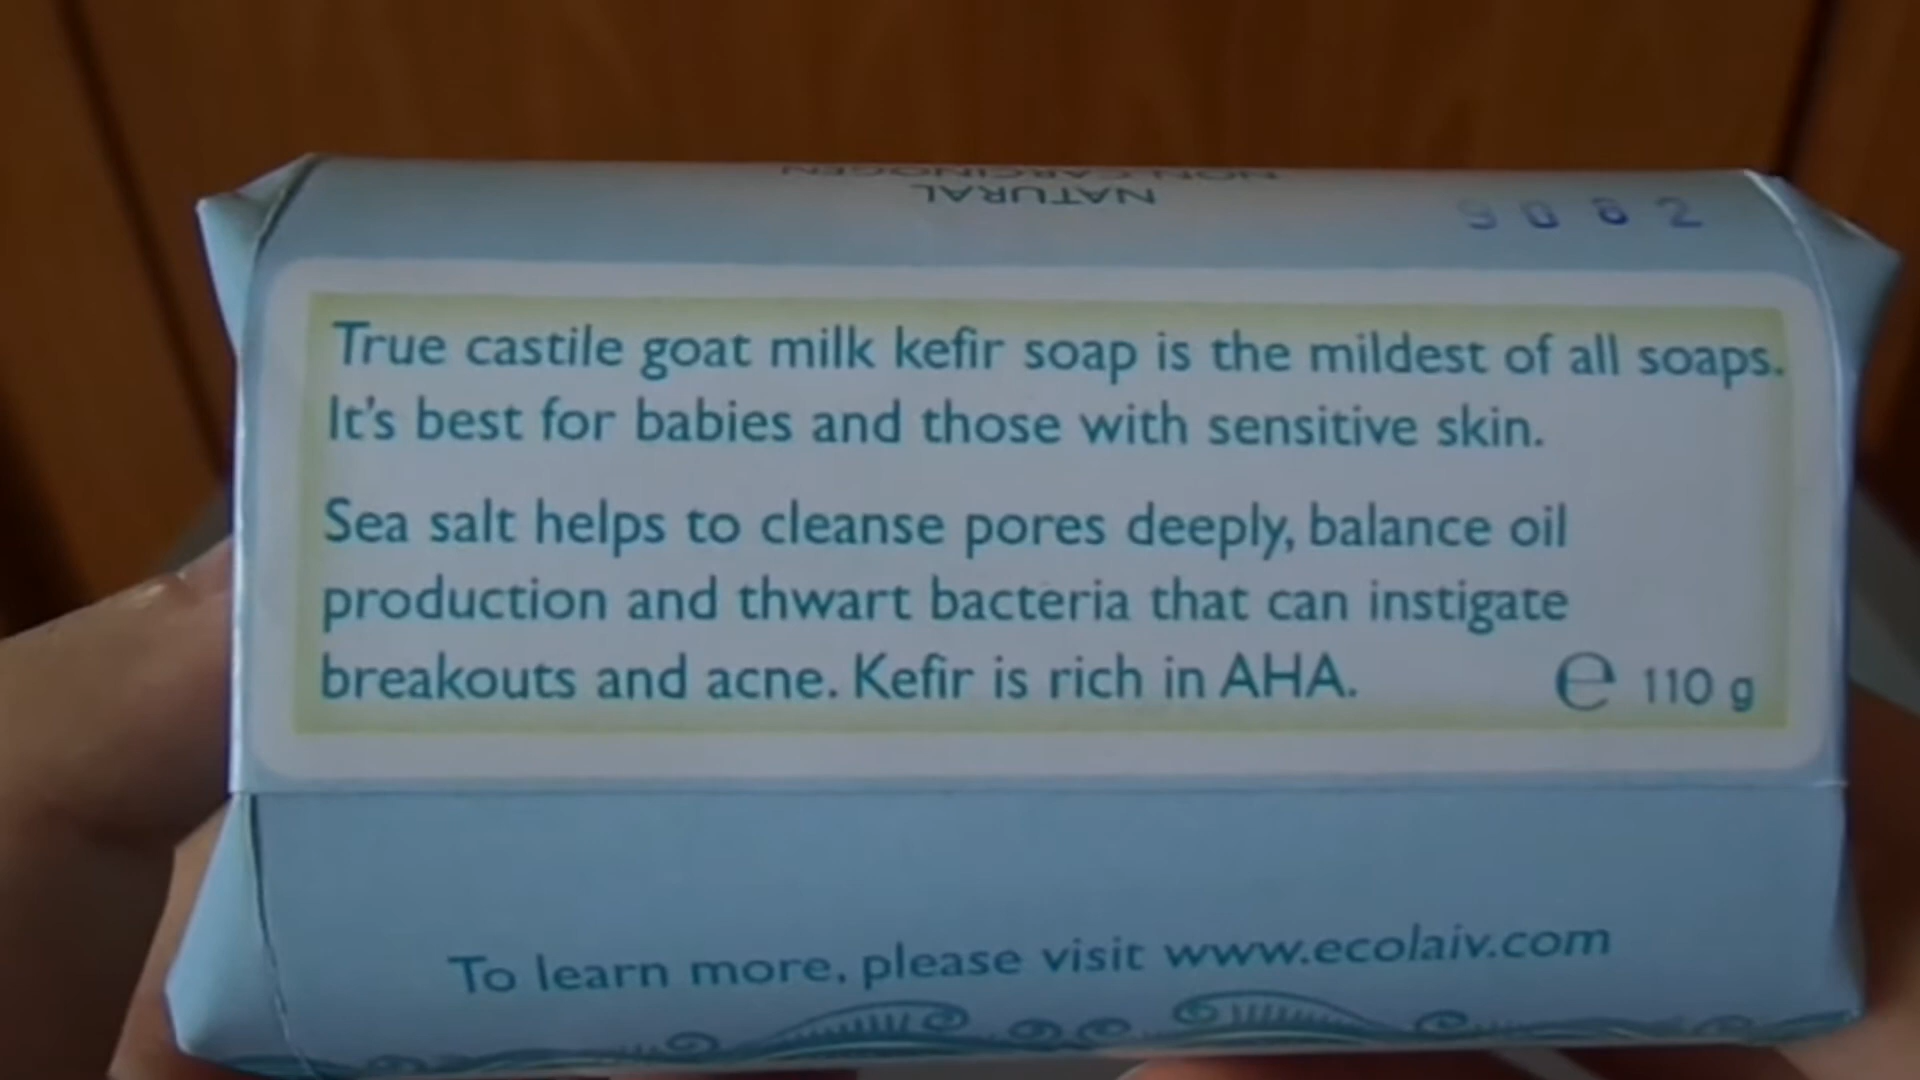 NON CARCINOGEN
NATURAL
9082
True castile goat milk kefir soap is the mildest of all soaps.
It's best for babies and those with sensitive skin.
Sea salt helps to cleanse pores deeply, balance oil
production and thwart bacteria that can instigate
breakouts and acne. Kefir is rich in AHA.
℮ 110 g
To learn more, please visit www.ecolaiv.com